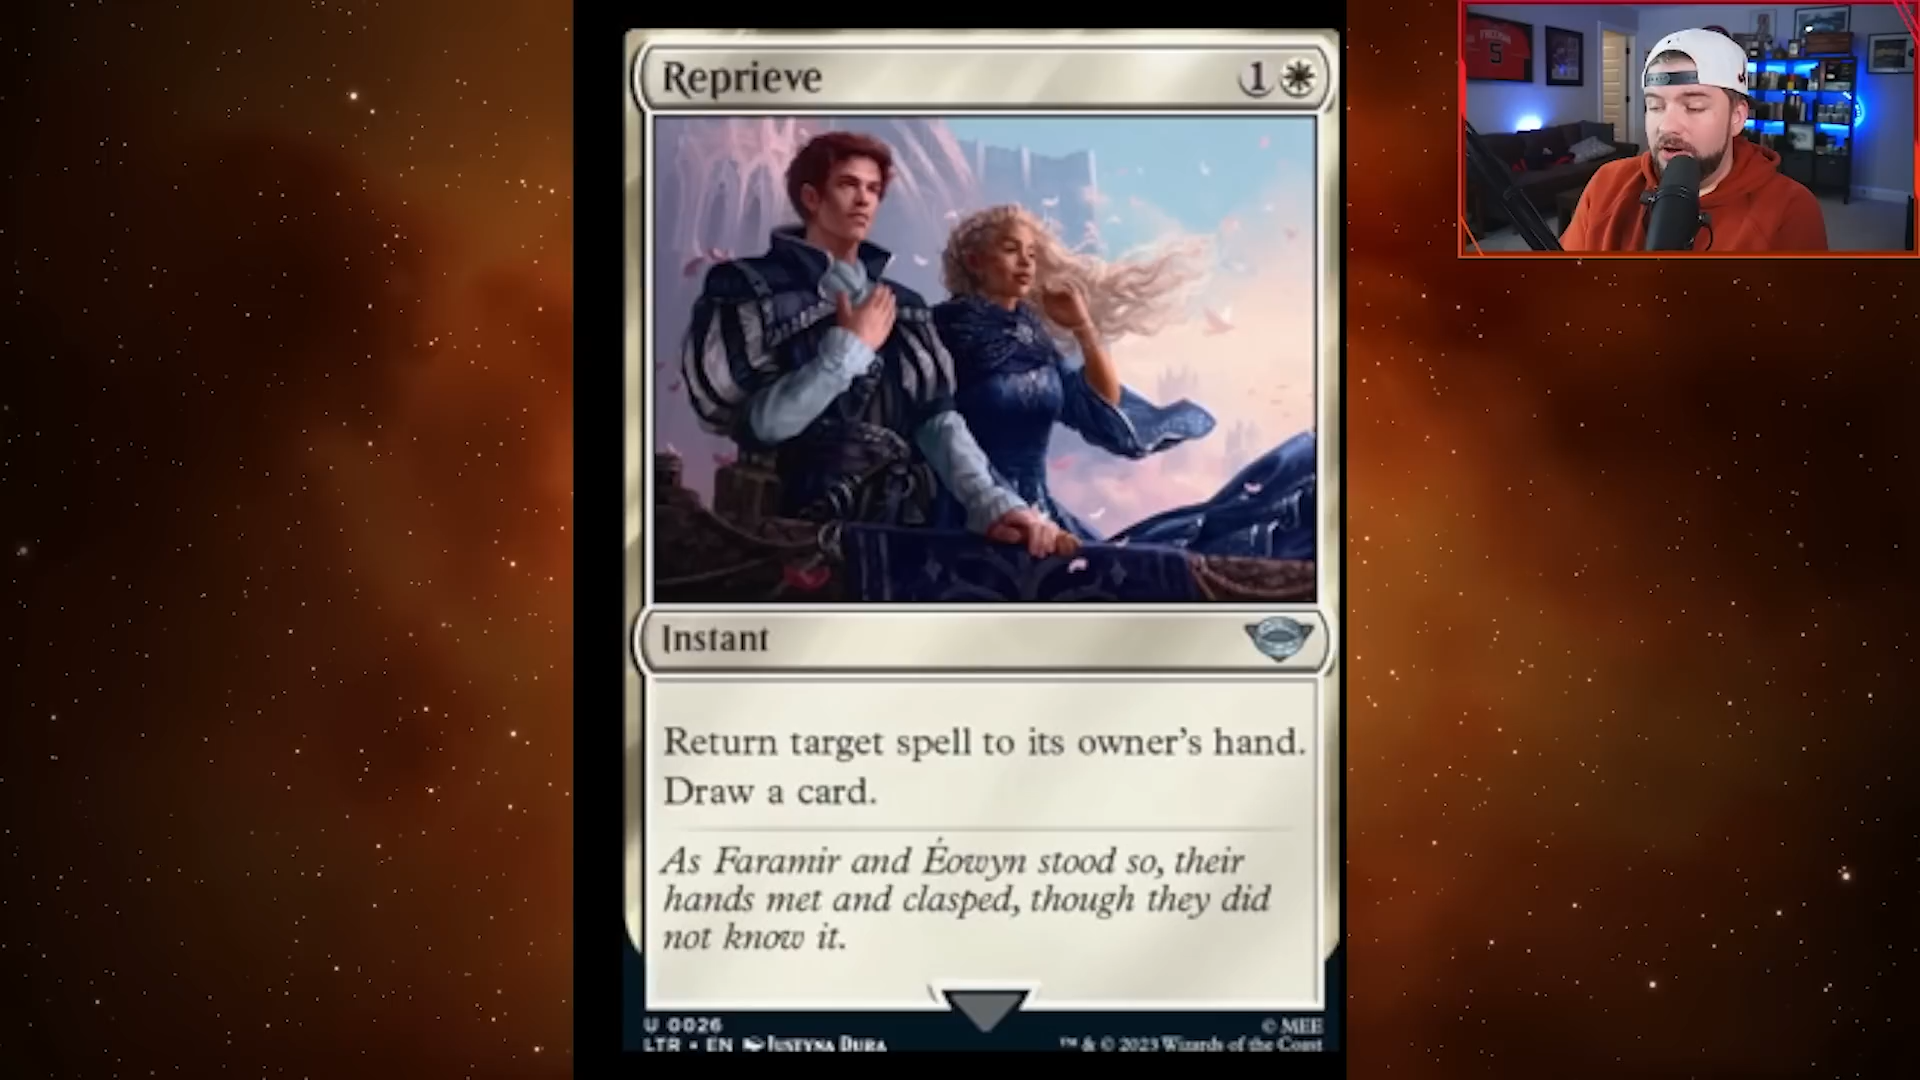 Reprieve
1
FREEMAN
5
Instant
Return target spell to its owner's hand.
Draw a card.
As Faramir and Éowyn stood so, their
hands met and clasped, though they did
not know it.
U 0026
© MEE
LTR • EN Justyna Dura
™ & © 2023 Wizards of the Coast